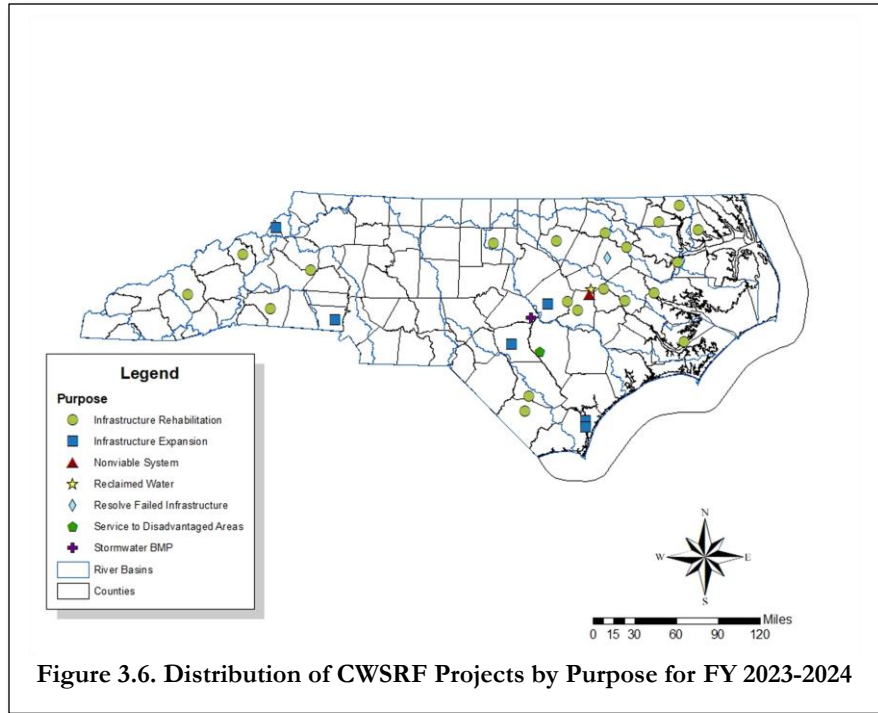 Legend
Purpose
Infrastructure Rehabilitation
Infrastructure Expansion
Nonviable System
Reclaimed Water
Resolve Failed Infrastructure
Service to Disadvantaged Areas
Stormwater BMP
River Basins
Counties
N
W E
S
Miles
0 15 30 60 90 120
Figure 3.6. Distribution of CWSRF Projects by Purpose for FY 2023-2024